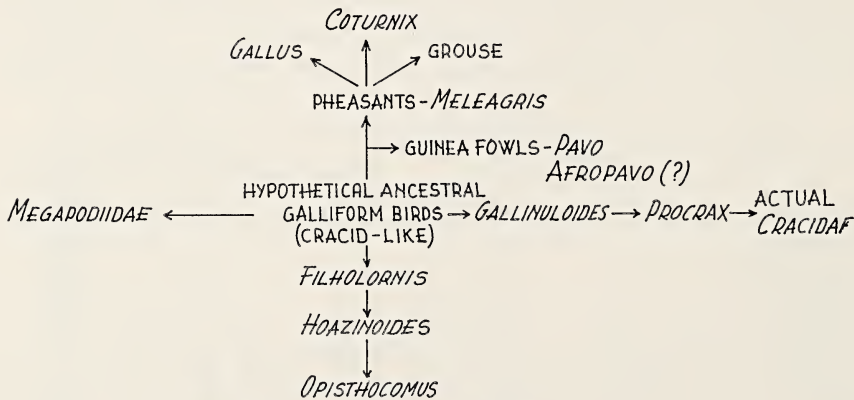 COTURNIX
GALLUS GROUSE
PHEASANTS-MELEAGRIS
GUINEA FOWLS-PAVO
AFROPAVO (?)
HYPOTHETICAL ANCESTRAL
GALLIFORM BIRDS
(CRACID-LIKE)
MEGAPODIIDAE
GALLINULOIDES
PROCRAX
ACTUAL
CRACIDAF
FILHOLORNIS
HOAZINOIDES
OPISTHOCOMUS